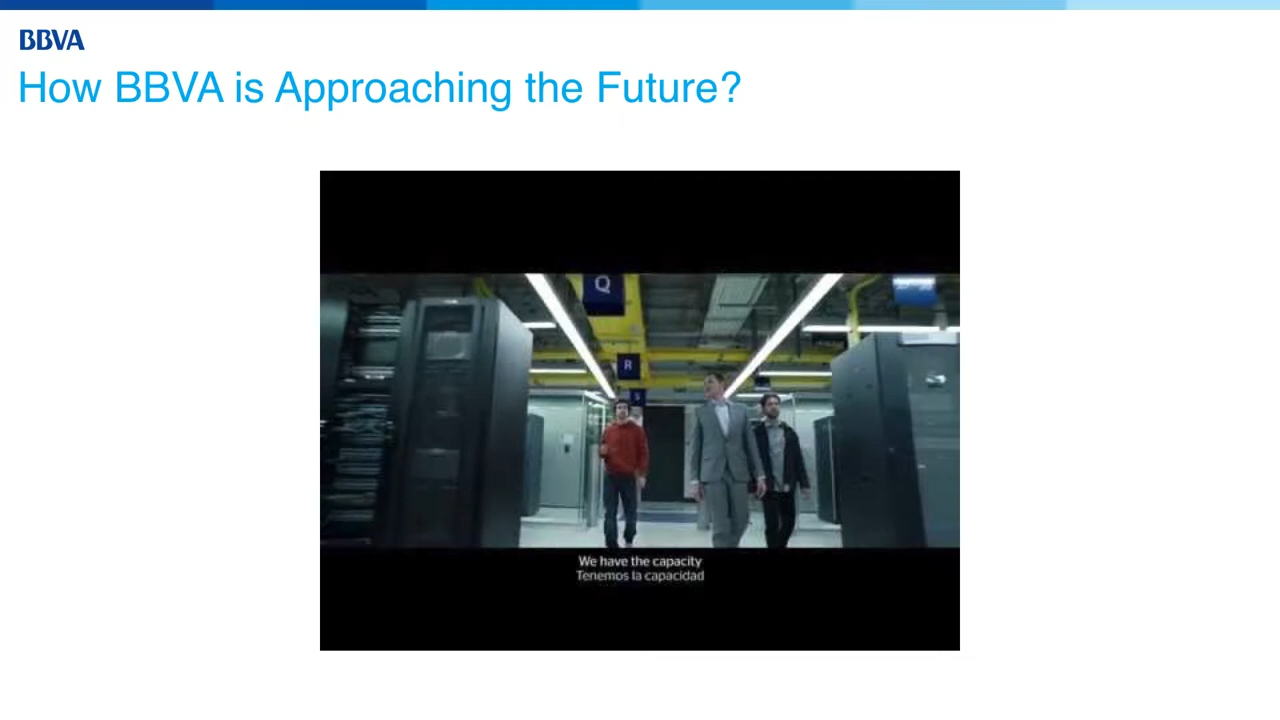 BBVA
How BBVA is Approaching the Future?
Q
R
S
We have the capacity
Tenemos la capacidad